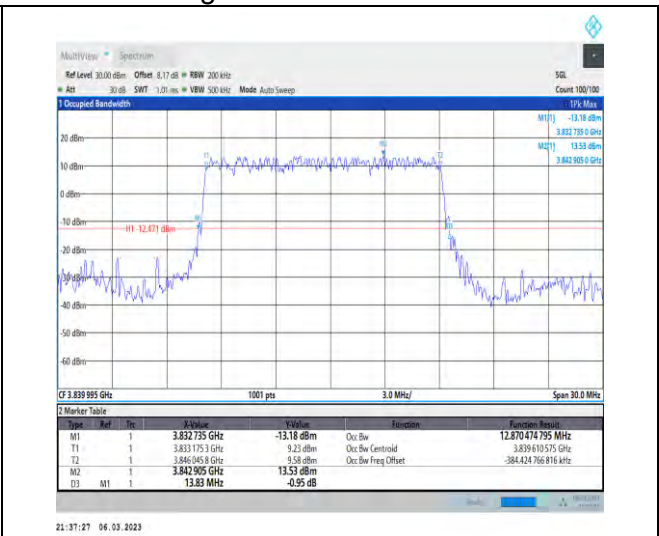 MultiView Spectrum
Ref Level 30.00 dBm Offset 8.17 dB RBW 200 kHz SGL
Att 30 dB SWT 1.01 ms VBW 500 kHz Mode Auto Sweep Count 100/100
1 Occupied Bandwidth 1Pk Max
M1[1] -13.18 dBm
3.832 735 0 GHz
M2[1] 13.53 dBm
3.842 905 0 GHz
20 dBm
M2
T1 T2
10 dBm
0 dBm
-10 dBm
M1
H1 -12.471 dBm
D3
-20 dBm
-30 dBm
-40 dBm
-50 dBm
-60 dBm
CF 3.839 995 GHz 1001 pts 3.0 MHz/ Span 30.0 MHz
2 Marker Table
Type Ref Trc X-Value Y-Value Function Function Result
M1 1 3.832 735 GHz -13.18 dBm Occ Bw 12.870 474 795 MHz
T1 1 3.833 175 3 GHz 9.23 dBm Occ Bw Centroid 3.839 610 575 GHz
T2 1 3.846 045 8 GHz 9.58 dBm Occ Bw Freq Offset -384.424 766 816 kHz
M2 1 3.842 905 GHz 13.53 dBm
D3 M1 1 13.83 MHz -0.95 dB
21:37:27 06.03.2023